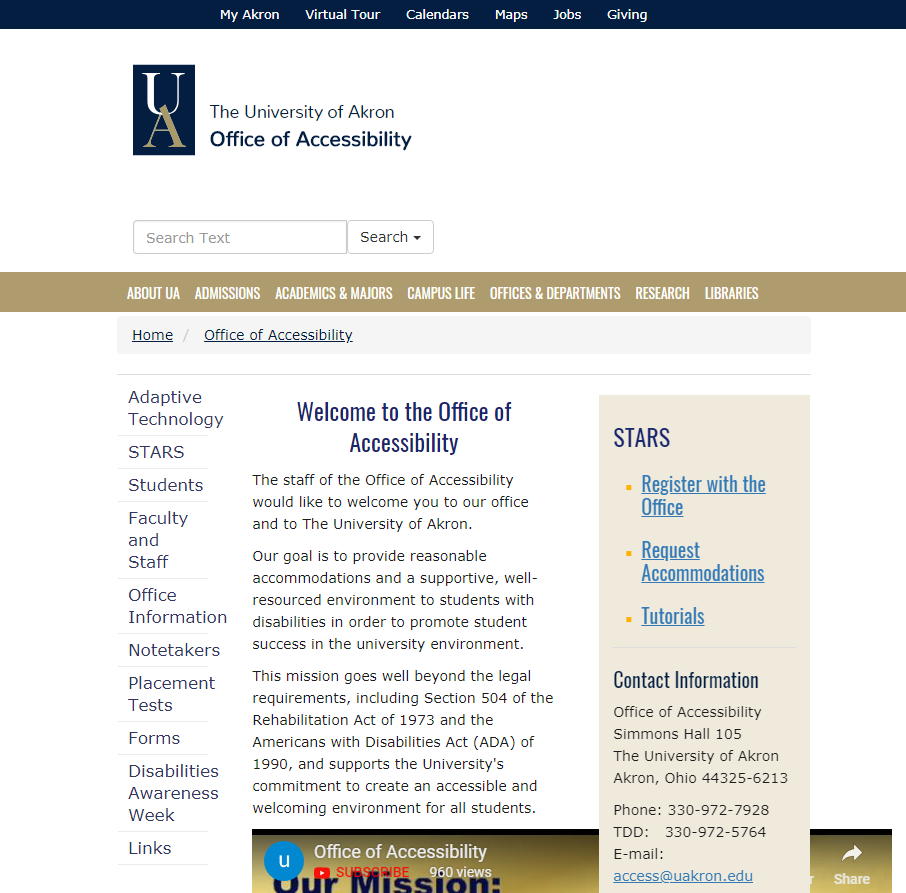 My Akron Virtual Tour Calendars Maps Jobs Giving
UA
The University of Akron
Office of Accessibility
Search Text Search
ABOUT UA ADMISSIONS ACADEMICS & MAJORS CAMPUS LIFE OFFICES & DEPARTMENTS RESEARCH LIBRARIES
Home / Office of Accessibility
Adaptive
Technology
STARS
Students
Faculty
and
Staff
Office
Information
Notetakers
Placement
Tests
Forms
Disabilities
Awareness
Week
Links
Welcome to the Office of
Accessibility
The staff of the Office of Accessibility
would like to welcome you to our office
and to The University of Akron.
Our goal is to provide reasonable
accommodations and a supportive, well-
resourced environment to students with
disabilities in order to promote student
success in the university environment.
This mission goes well beyond the legal
requirements, including Section 504 of the
Rehabilitation Act of 1973 and the
Americans with Disabilities Act (ADA) of
1990, and supports the University's
commitment to create an accessible and
welcoming environment for all students.
u
Office of Accessibility
SUBSCRIBE 960 views
Our Mission:
Share
STARS
Register with the
Office
Request
Accommodations
Tutorials
Contact Information
Office of Accessibility
Simmons Hall 105
The University of Akron
Akron, Ohio 44325-6213
Phone: 330-972-7928
TDD: 330-972-5764
E-mail:
access@uakron.edu